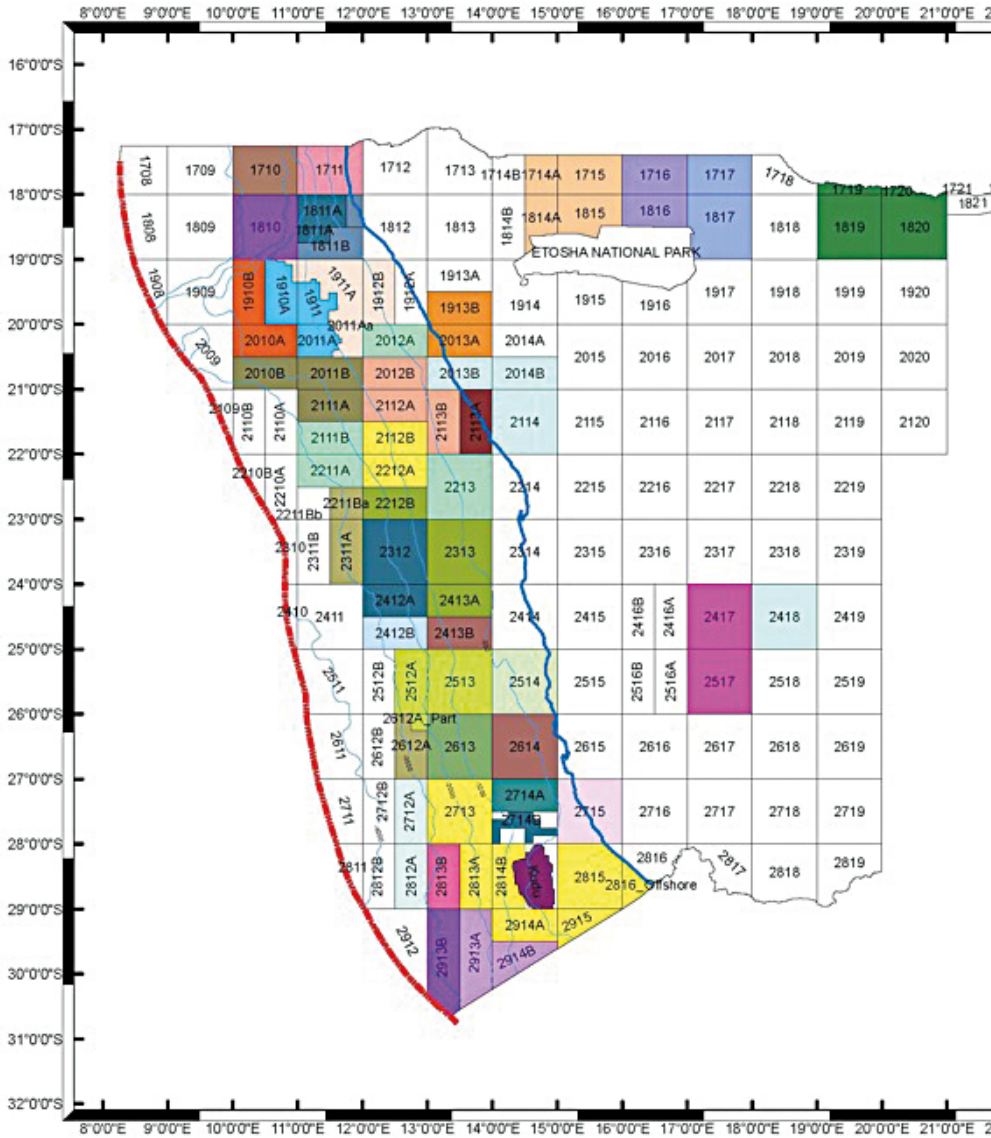 8°0'0"E 9°0'0"E 10°0'0"E 11°0'0"E 12°0'0"E 13°0'0"E 14°0'0"E 15°0'0"E 16°0'0"E 17°0'0"E 18°0'0"E 19°0'0"E 20°0'0"E 21°0'0"E 2
16°0'0"S
17°0'0"S
1708 1709 1710 1711 1712 1713 1714B 1714A 1715 1716 1717 1718 1719 1720 1721
18°0'0"S
1821
1808 1809 1810 1811A 1811A 1811B 1812 1813 1814B 1814A 1815 1816 1817 1818 1819 1820
ETOSHA NATIONAL PARK
19°0'0"S
1908 1909 1910B 1910A 1911 1911A 1912B 1912A 1913A 1913B 1914 1915 1916 1917 1918 1919 1920
20°0'0"S
2011Aa
2009 2010A 2011A 2012A 2013A 2014A 2015 2016 2017 2018 2019 2020
2010B 2011B 2012B 2013B 2014B
21°0'0"S
2109 2110B 2110A 2111A 2112A 2113B 2113A 2114 2115 2116 2117 2118 2119 2120
2111B 2112B
22°0'0"S
2210B 2210A 2211A 2212A 2213 2214 2215 2216 2217 2218 2219
2211Bb 2211Ba 2212B
23°0'0"S
2310 2311B 2311A 2312 2313 2314 2315 2316 2317 2318 2319
24°0'0"S
2410 2411 2412A 2413A 2414 2415 2416B 2416A 2417 2418 2419
2412B 2413B
25°0'0"S
2511 2512B 2512A 2513 2514 2515 2516B 2516A 2517 2518 2519
26°0'0"S
2612A_Part
2611 2612B 2612A 2613 2614 2615 2616 2617 2618 2619
27°0'0"S
2711 2712B 2712A 2713 2714A 2715 2716 2717 2718 2719
2714B
28°0'0"S
2811 2812B 2812A 2813B 2813A 2814B 2815 2816 2817 2818 2819
2816_Offshore
29°0'0"S
2912 2913B 2913A 2914A 2915
2914B
30°0'0"S
31°0'0"S
32°0'0"S
8°0'0"E 9°0'0"E 10°0'0"E 11°0'0"E 12°0'0"E 13°0'0"E 14°0'0"E 15°0'0"E 16°0'0"E 17°0'0"E 18°0'0"E 19°0'0"E 20°0'0"E 21°0'0"E 2